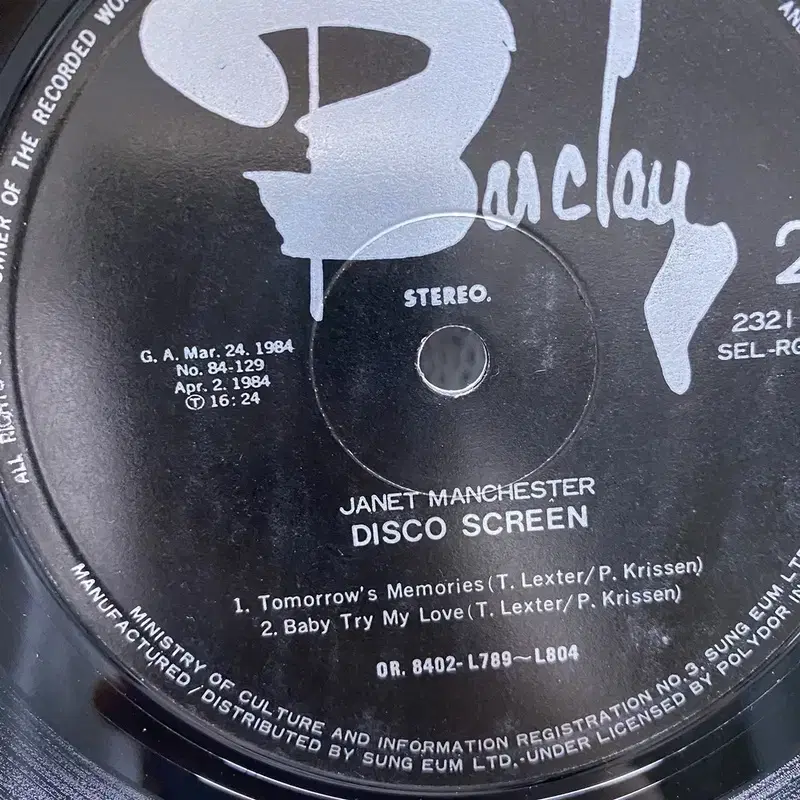 Barclay
STEREO.
2
2321
SEL-RG
G. A. Mar. 24. 1984
No. 84-129
Apr. 2. 1984
Ⓣ 16:24
JANET MANCHESTER
DISCO SCREEN
1. Tomorrow's Memories (T. Lexter/P. Krissen)
2. Baby Try My Love (T. Lexter/P. Krissen)
OR. 8402-L789~L804
ALL RIGHTS OF THE RECORDED
MINISTRY OF CULTURE AND INFORMATION REGISTRATION NO. 3, SUNG EUM LTD
MANUFACTURED/DISTRIBUTED BY SUNG EUM LTD.·UNDER LICENSED BY POLYDOR IN